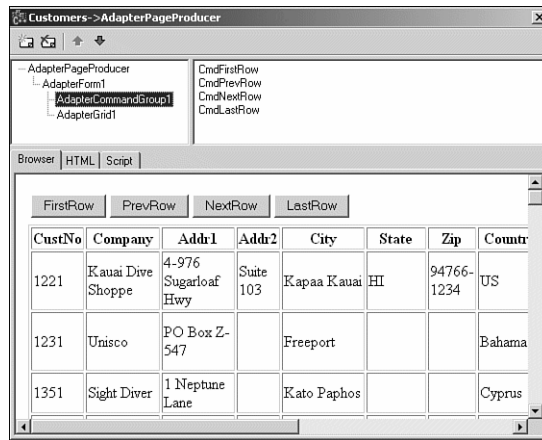 Customers->AdapterPageProducer
AdapterPageProducer
AdapterForm1
AdapterCommandGroup1
AdapterGrid1
CmdFirstRow
CmdPrevRow
CmdNextRow
CmdLastRow
Browser HTML Script
FirstRow PrevRow NextRow LastRow
CustNo Company Addr1 Addr2 City State Zip Countr
1221 Kauai Dive Shoppe 4-976 Sugarloaf Hwy Suite 103 Kapaa Kauai HI 94766-1234 US
1231 Unisco PO Box Z-547 Freeport Bahama
1351 Sight Diver 1 Neptune Lane Kato Paphos Cyprus